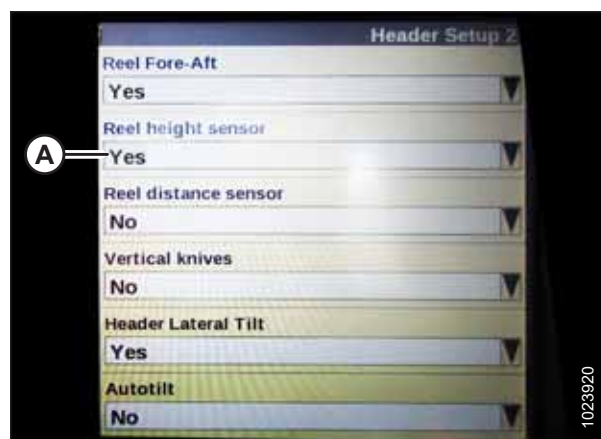 Header Setup 2
Reel Fore-Aft
Yes
Reel height sensor
A
Yes
Reel distance sensor
No
Vertical knives
No
Header Lateral Tilt
Yes
Autotilt
No
1023920